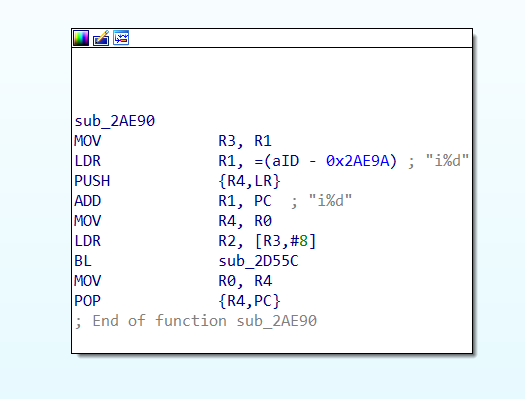 sub_2AE90
MOV R3, R1
LDR R1, =(aID - 0x2AE9A) ; "i%d"
PUSH {R4,LR}
ADD R1, PC ; "i%d"
MOV R4, R0
LDR R2, [R3,#8]
BL sub_2D55C
MOV R0, R4
POP {R4,PC}
; End of function sub_2AE90